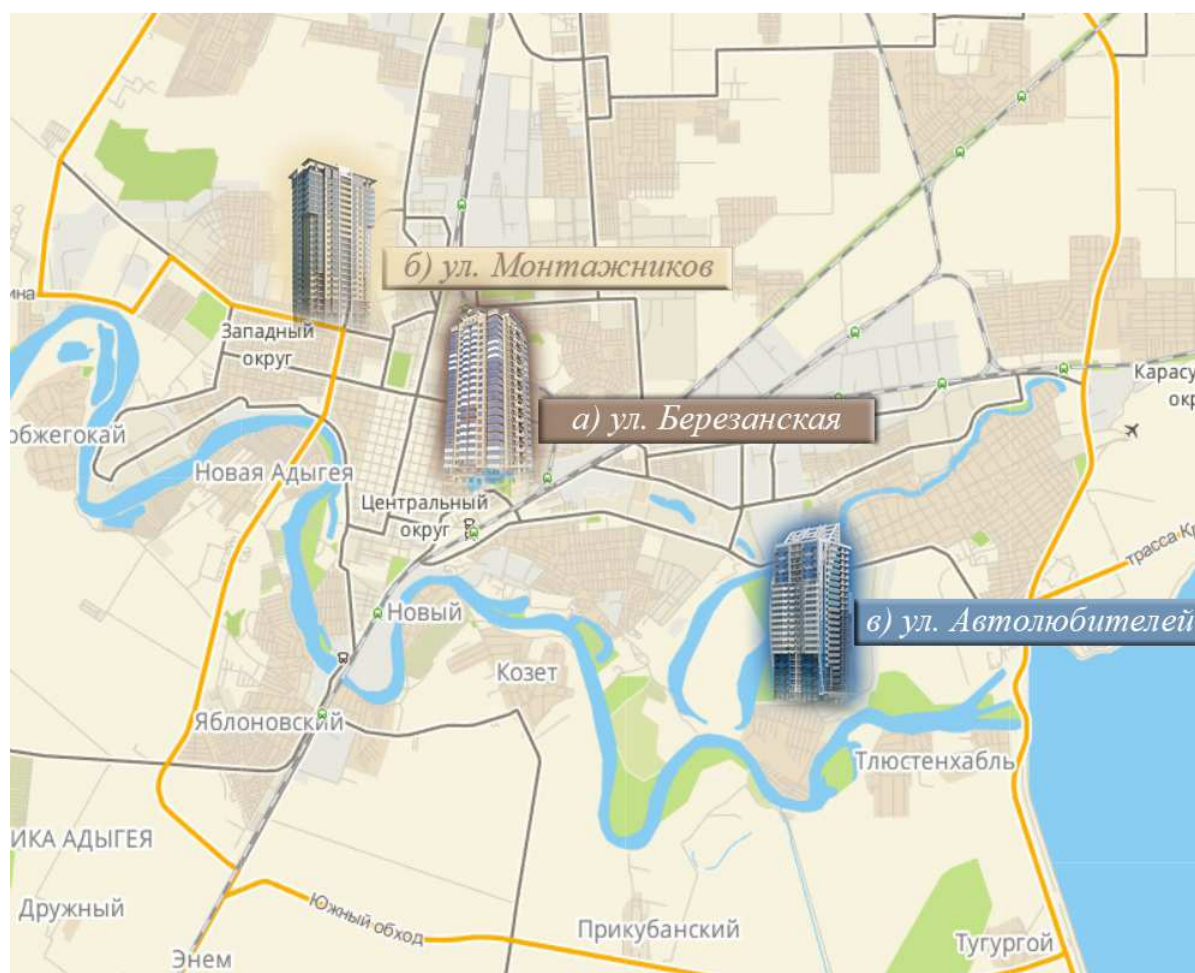 б) ул. Монтажников
ина
Западный
округ
а) ул. Березанская
Карасу
окр
обжегокай
Новая Адыгея
Центральный
округ
трасса Кр
Новый
в) ул. Автолюбителей
Козет
Яблоновский
Тлюстенхабль
ИКА АДЫГЕЯ
Дружный
Южный обход
Прикубанский
Тугургой
Энем